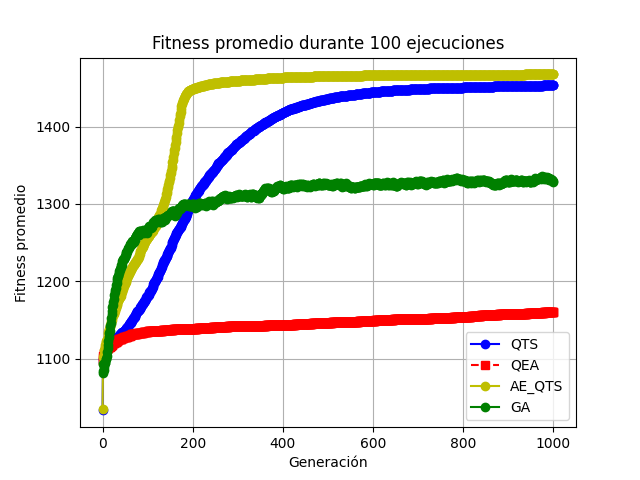 Fitness promedio durante 100 ejecuciones
Fitness promedio
1400
1300
1200
1100
0
200
400
600
800
1000
Generación
QTS
QEA
AE_QTS
GA